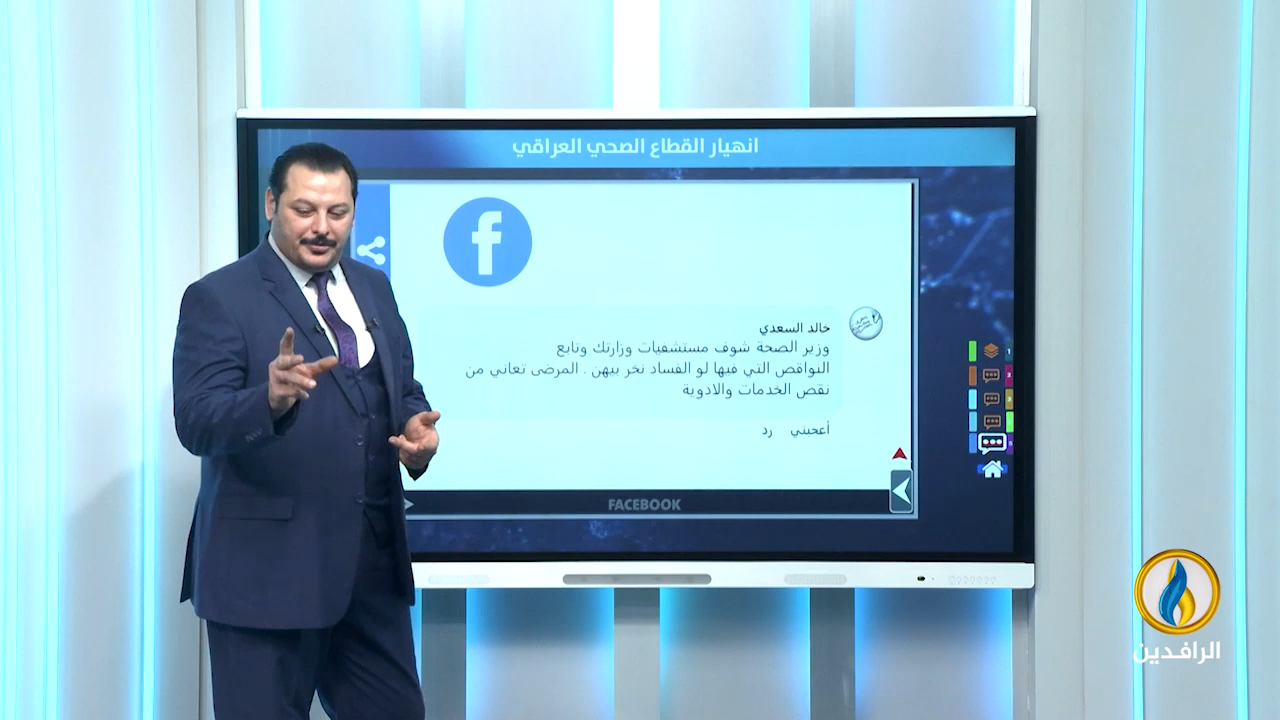 انهيار القطاع الصحي العراقي
خالد السعدي
وزير الصحة شوف مستشفيات وزارتك وتابع
النواقص التي فيها لو الفساد نخر بيهن . المرضى تعاني من
نقص الخدمات والادوية
أعجبني رد
FACEBOOK
الرافدين